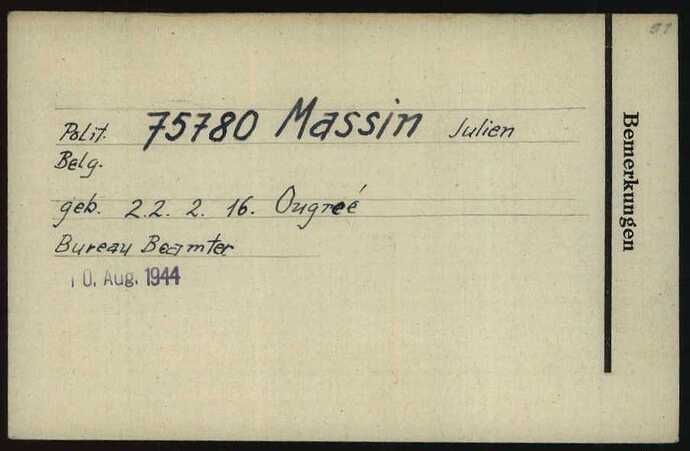 Polit. 75780 Massin Julien
Belg.
geb. 22. 2. 16. Ougreé
Bureau Beamter
10. Aug. 1944
Bemerkungen